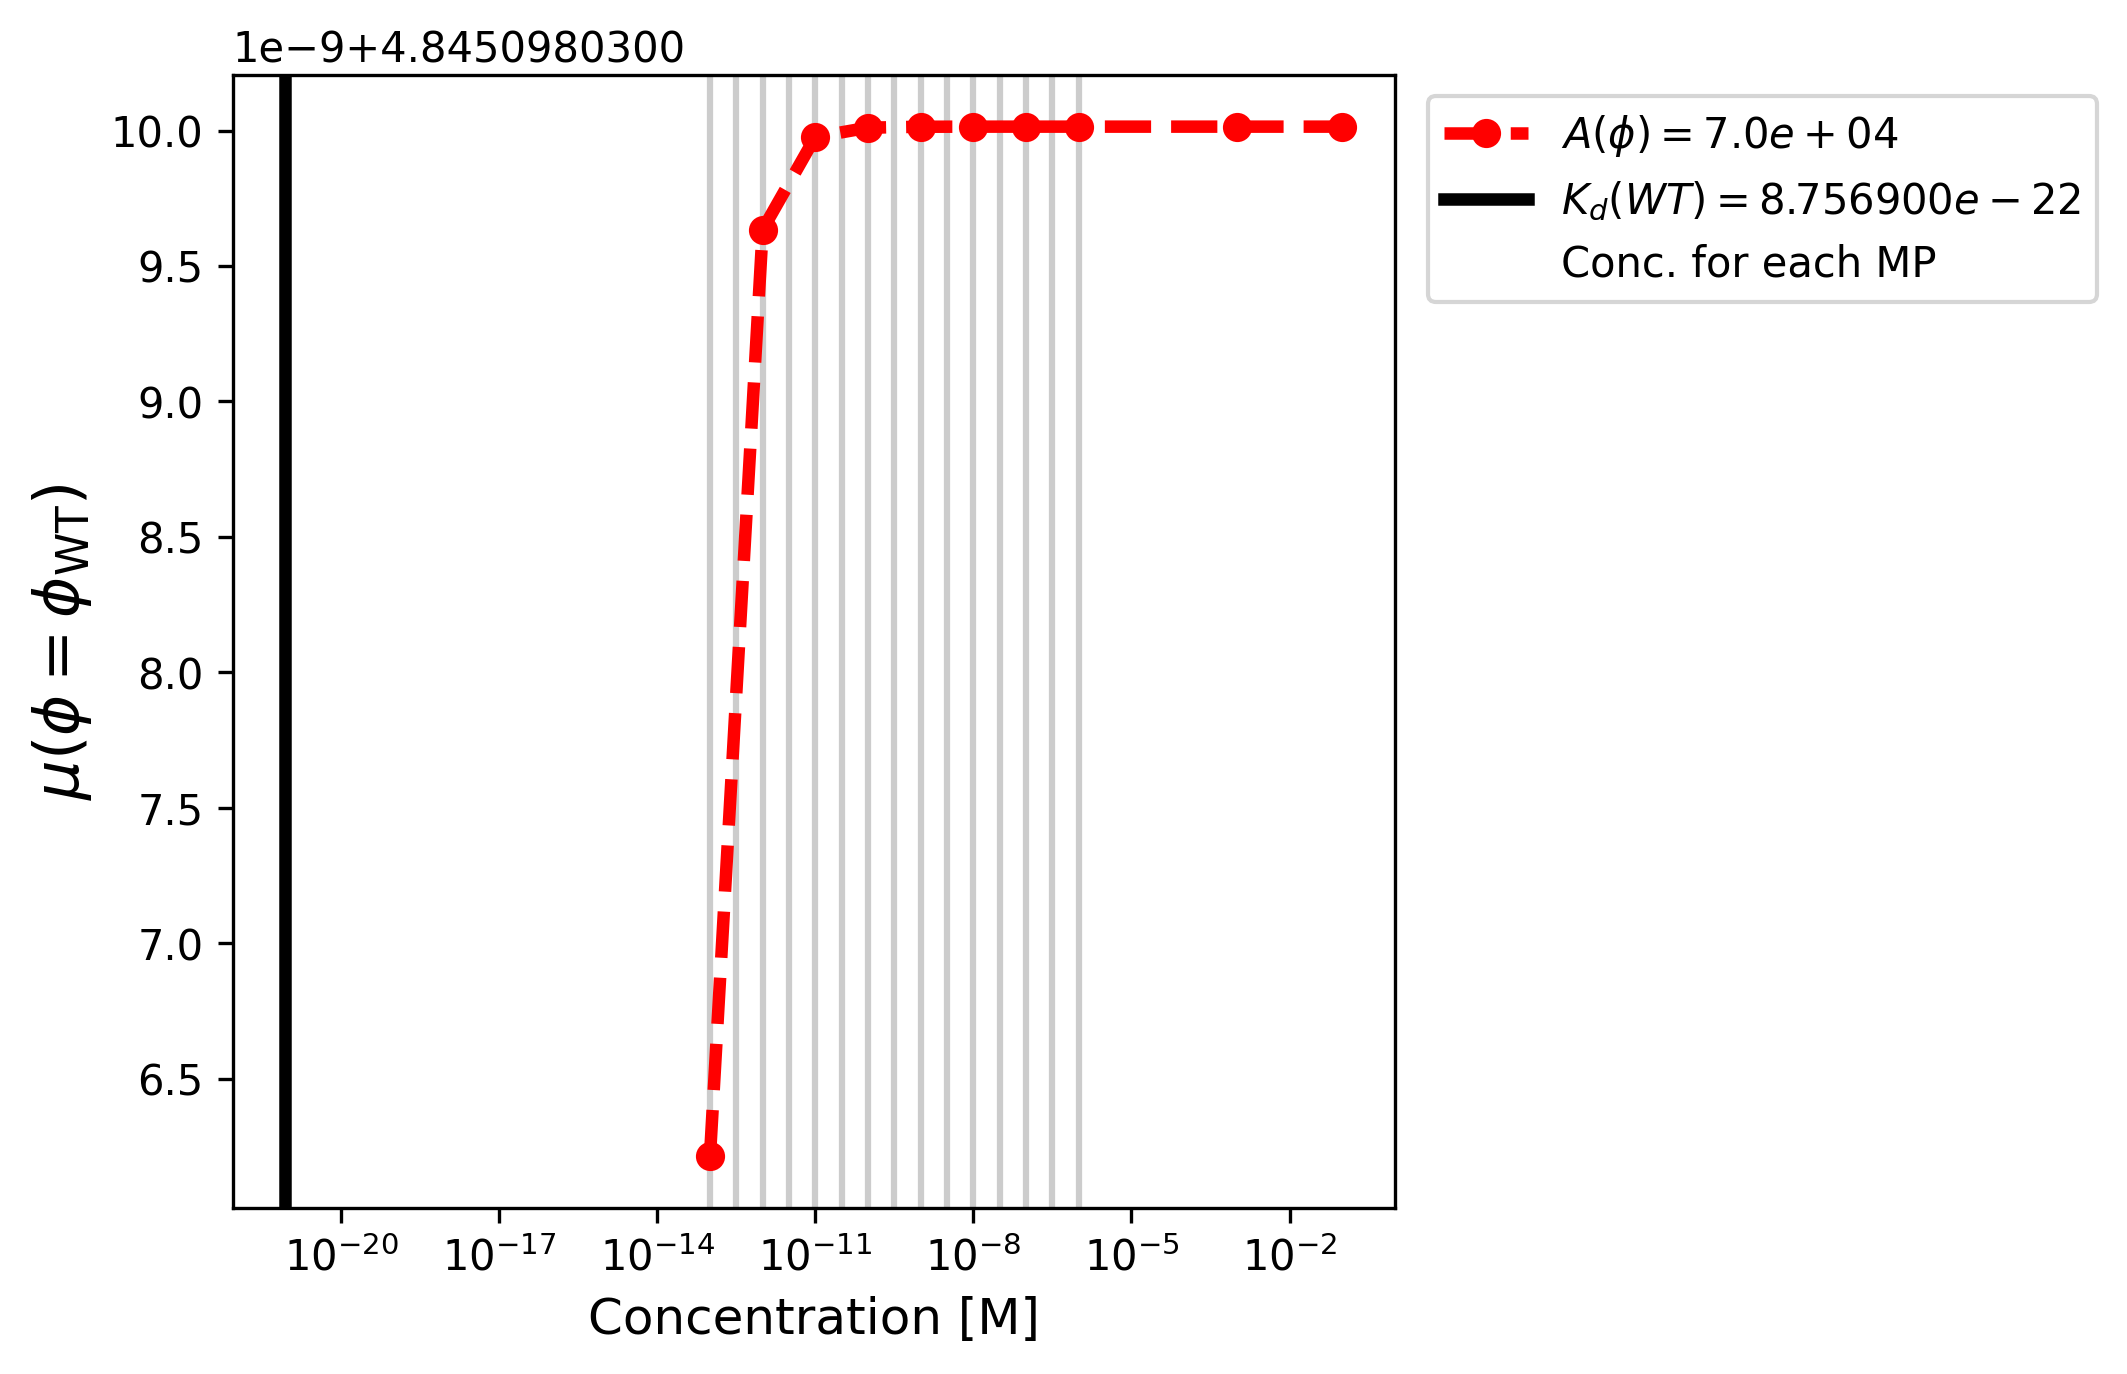 1e−9+4.8450980300
10.0
9.5
9.0
8.5
8.0
7.5
7.0
6.5
μ(ϕ = ϕ_WT)
10⁻²⁰ 10⁻¹⁷ 10⁻¹⁴ 10⁻¹¹ 10⁻⁸ 10⁻⁵ 10⁻²
Concentration [M]
A(ϕ) = 7.0e + 04
K_d(WT) = 8.756900e − 22
Conc. for each MP